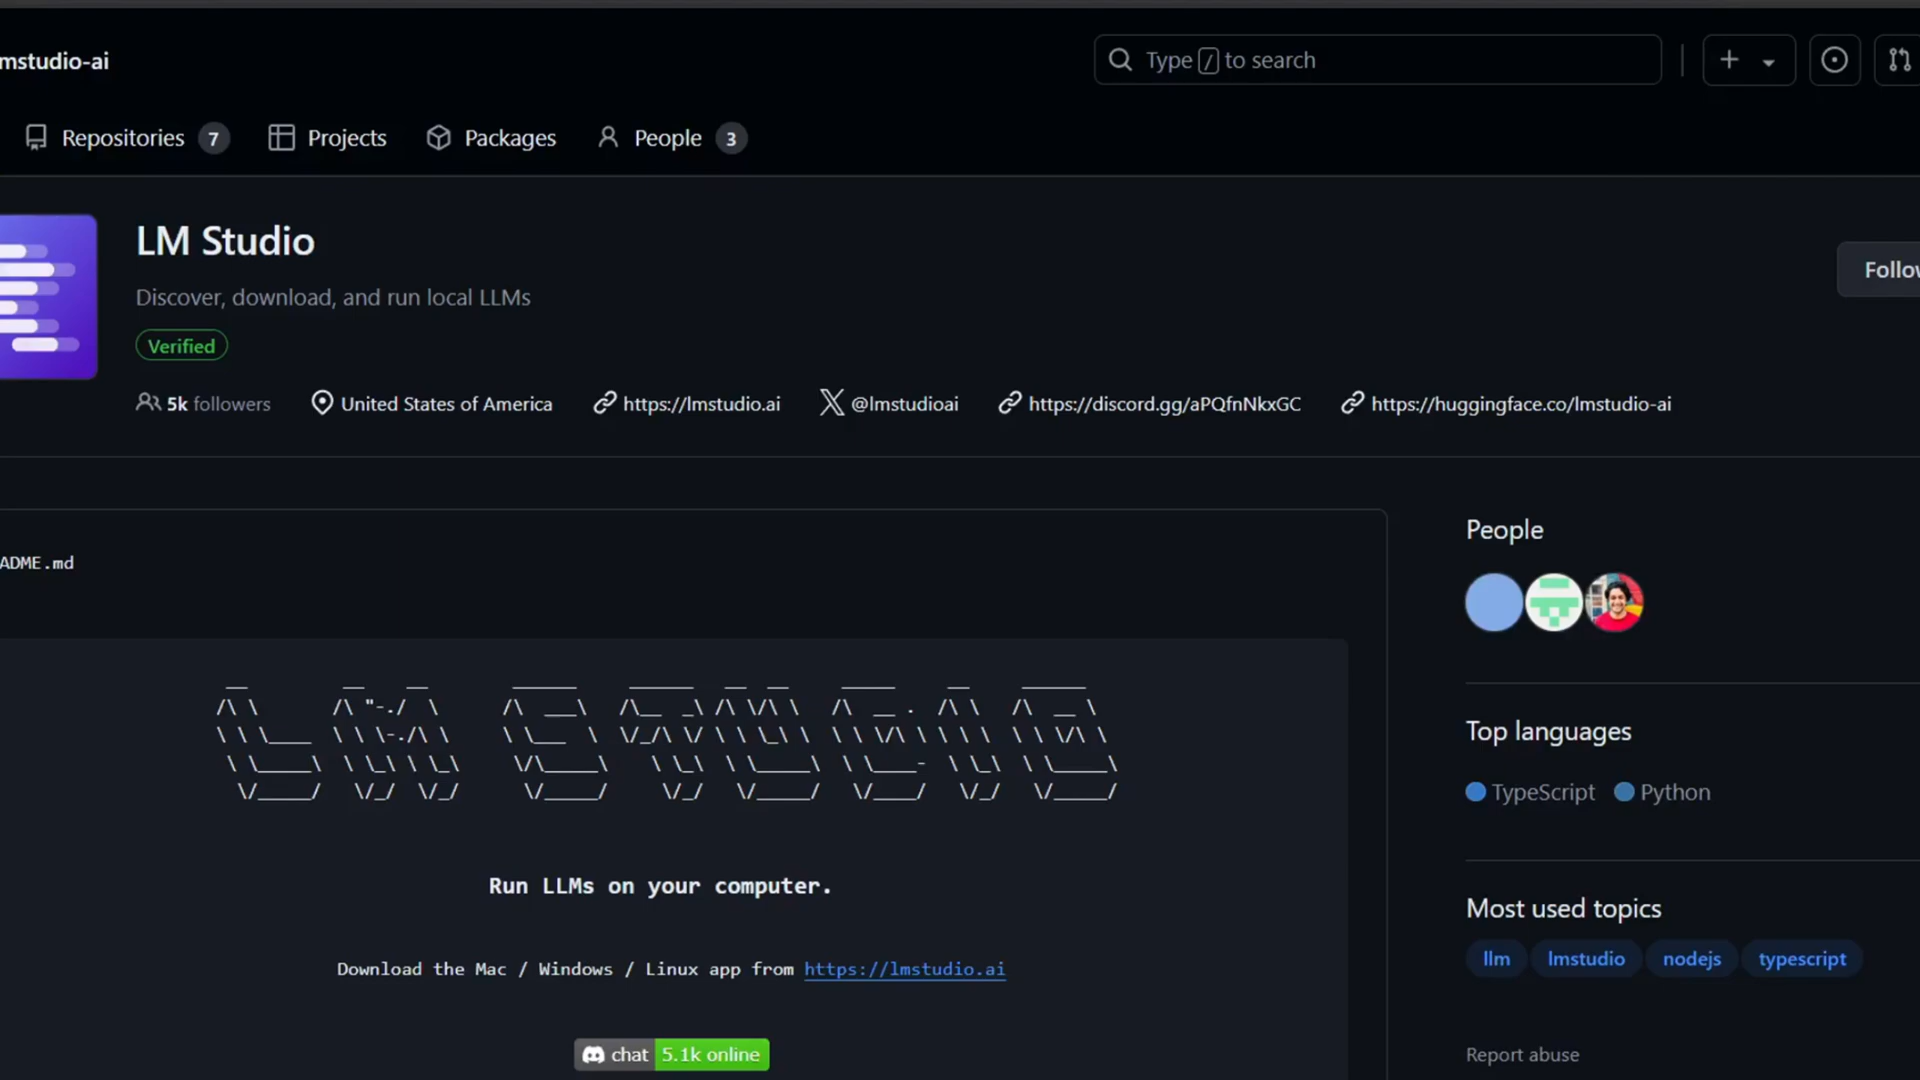 mstudio-ai
Type / to search
Repositories 7 Projects Packages People 3
LM Studio
Follow
Discover, download, and run local LLMs
Verified
5k followers United States of America https://lmstudio.ai @lmstudioai https://discord.gg/aPQfnNkxGC https://huggingface.co/lmstudio-ai
People
ADME.md
LM STUDIO
Top languages
TypeScript Python
Run LLMs on your computer.
Most used topics
llm lmstudio nodejs typescript
Download the Mac / Windows / Linux app from https://lmstudio.ai
chat 5.1k online
Report abuse